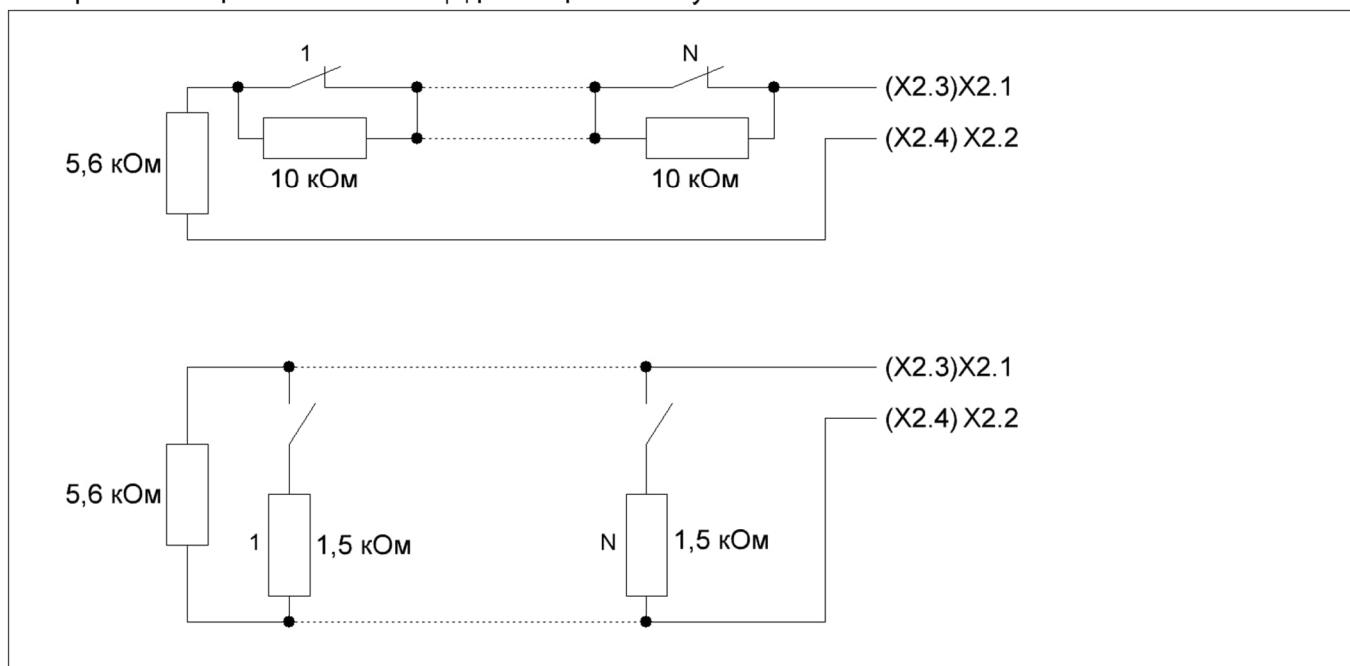 1
N
(X2.3)X2.1
(X2.4) X2.2
5,6 кОм
10 кОм
10 кОм
(X2.3)X2.1
(X2.4) X2.2
5,6 кОм
1
1,5 кОм
N
1,5 кОм